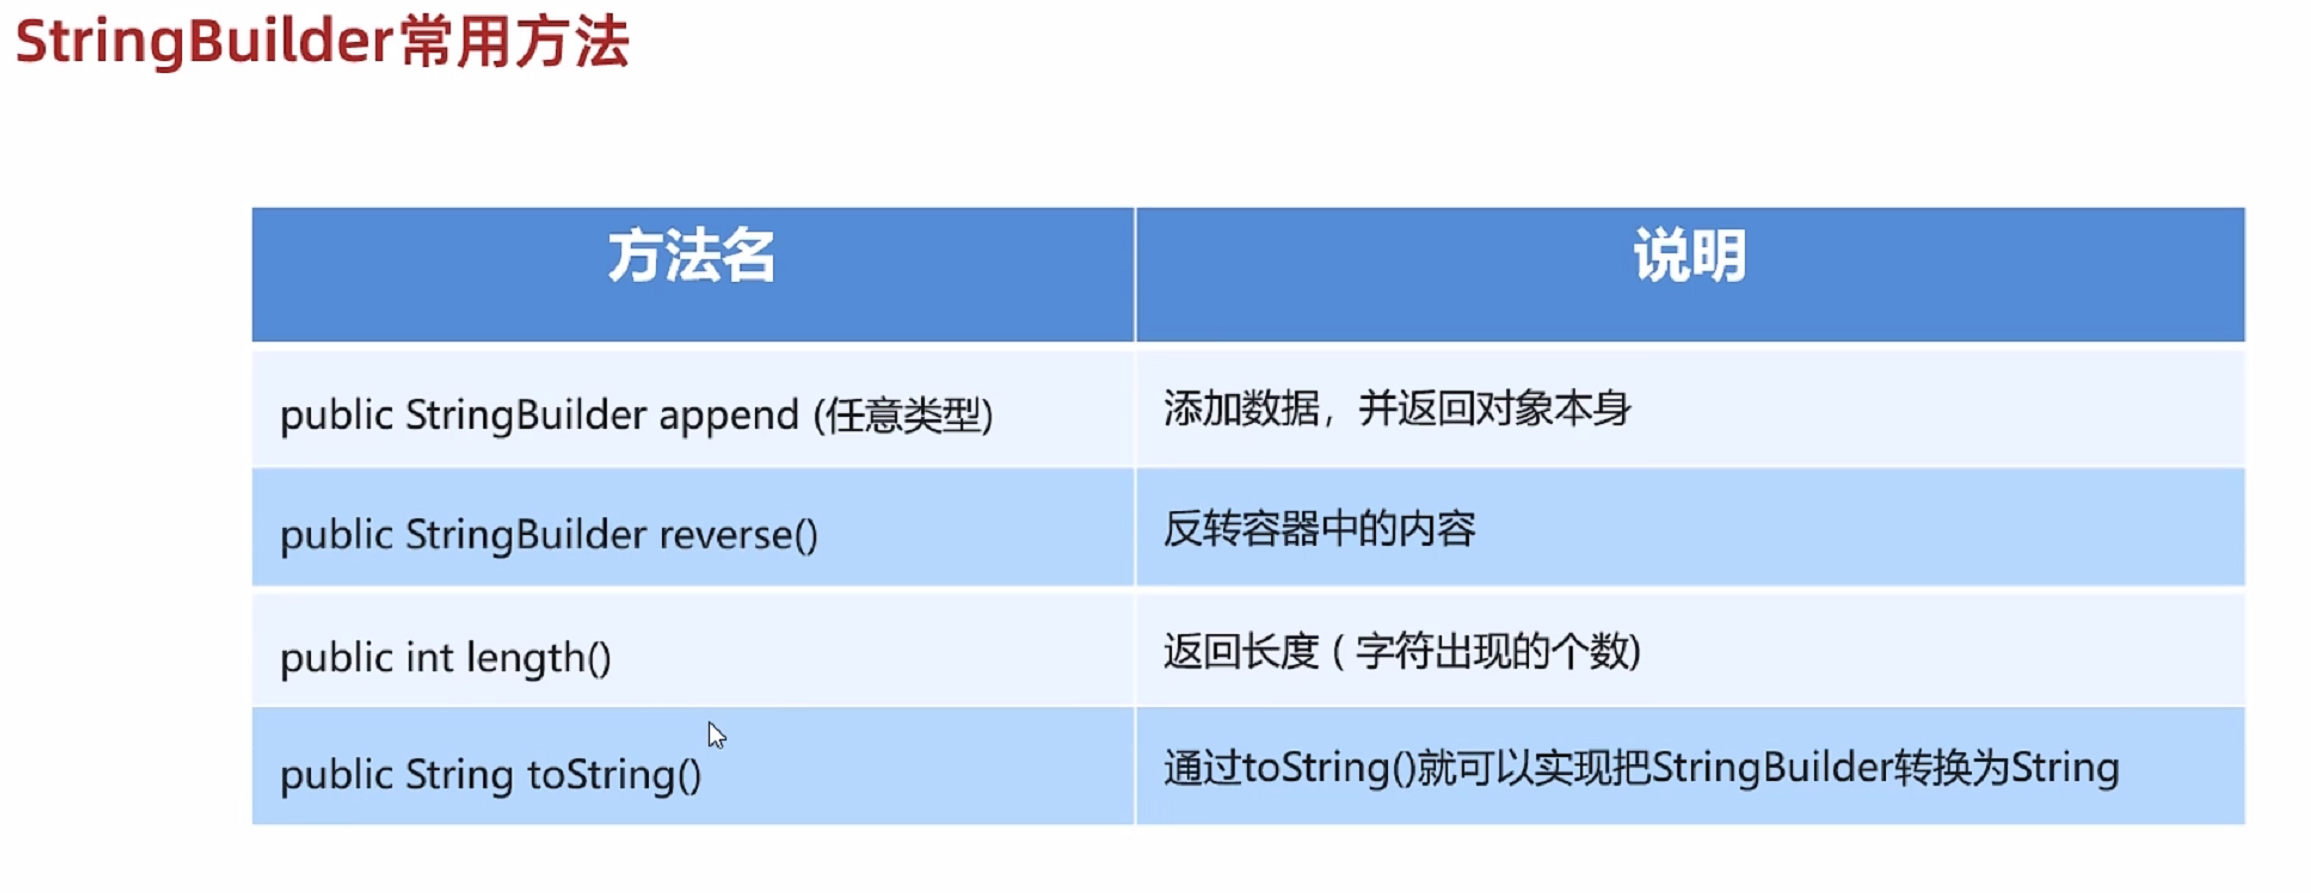 StringBuilder常用方法
方法名 说明
public StringBuilder append (任意类型) 添加数据，并返回对象本身
public StringBuilder reverse() 反转容器中的内容
public int length() 返回长度 ( 字符出现的个数)
public String toString() 通过toString()就可以实现把StringBuilder转换为String